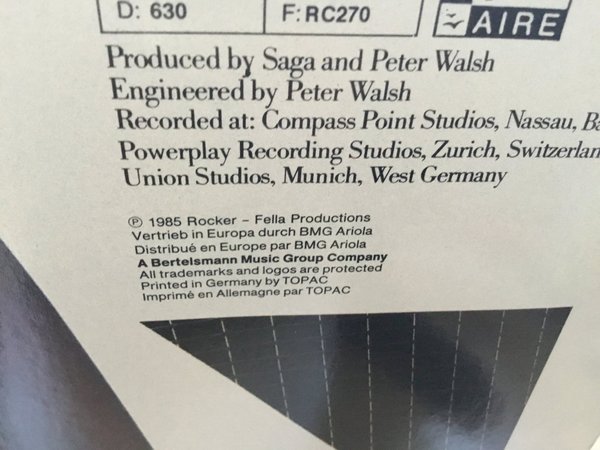 D: 630
F: RC270
AIRE
Produced by Saga and Peter Walsh
Engineered by Peter Walsh
Recorded at: Compass Point Studios, Nassau,
Powerplay Recording Studios, Zurich, Switzerlan
Union Studios, Munich, West Germany
℗ 1985 Rocker – Fella Productions
Vertrieb in Europa durch BMG Ariola
Distribué en Europe par BMG Ariola
A Bertelsmann Music Group Company
All trademarks and logos are protected
Printed in Germany by TOPAC
Imprimé en Allemagne par TOPAC